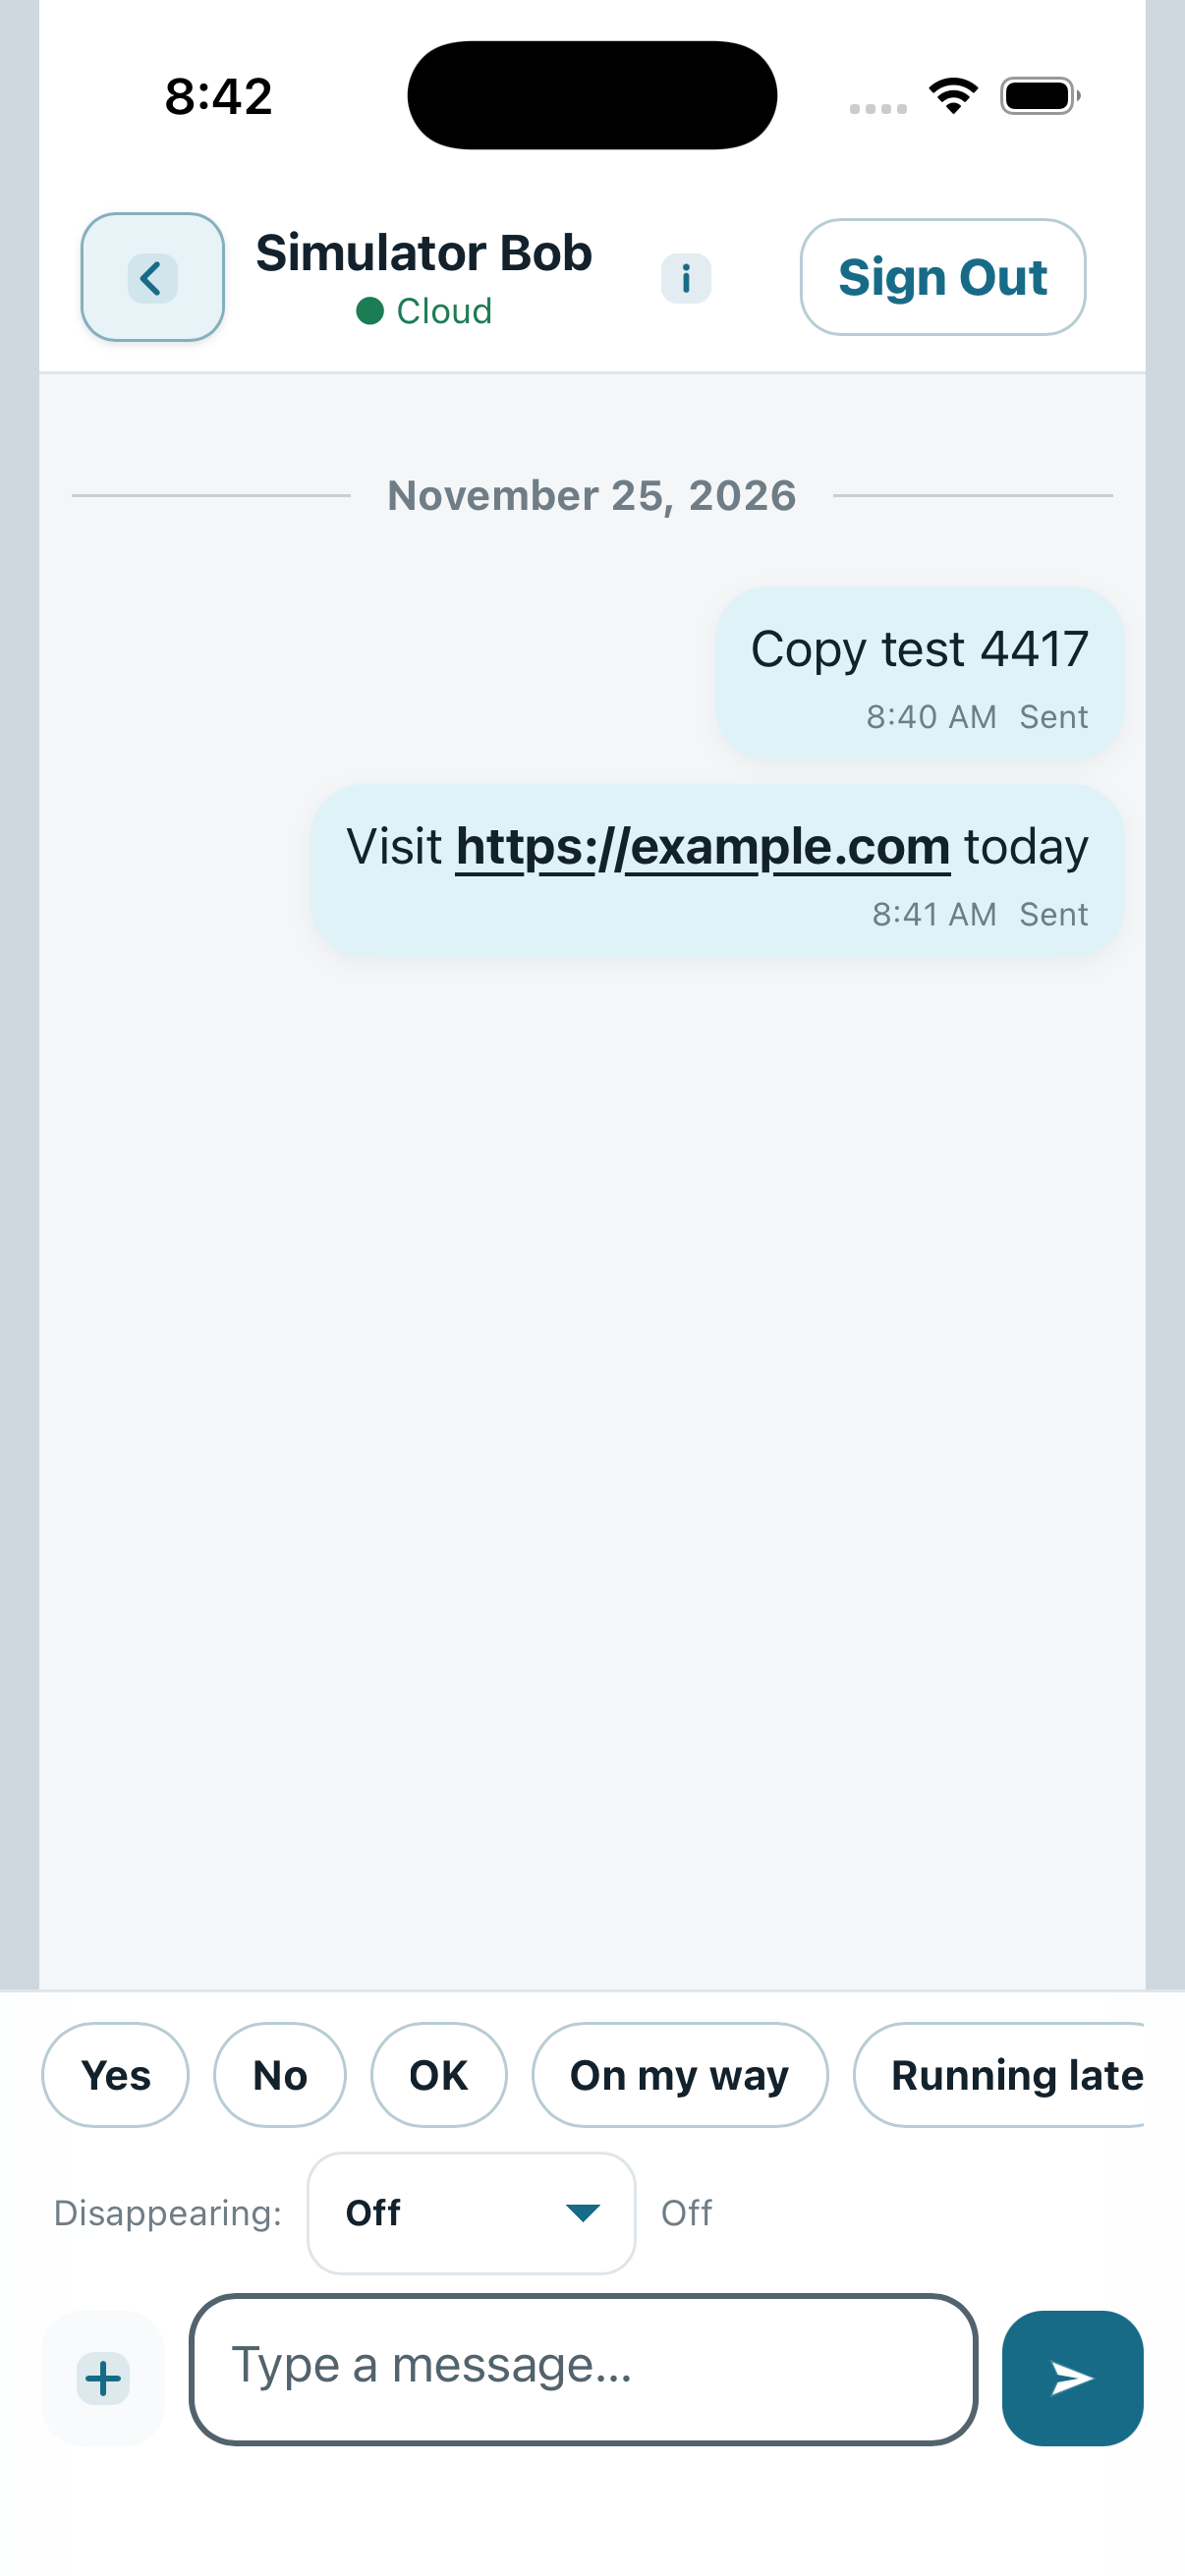 8:42
Simulator Bob
Cloud
i
Sign Out
November 25, 2026
Copy test 4417
8:40 AM Sent
Visit https://example.com today
8:41 AM Sent
Yes
No
OK
On my way
Running late
Disappearing:
Off
Off
Type a message...